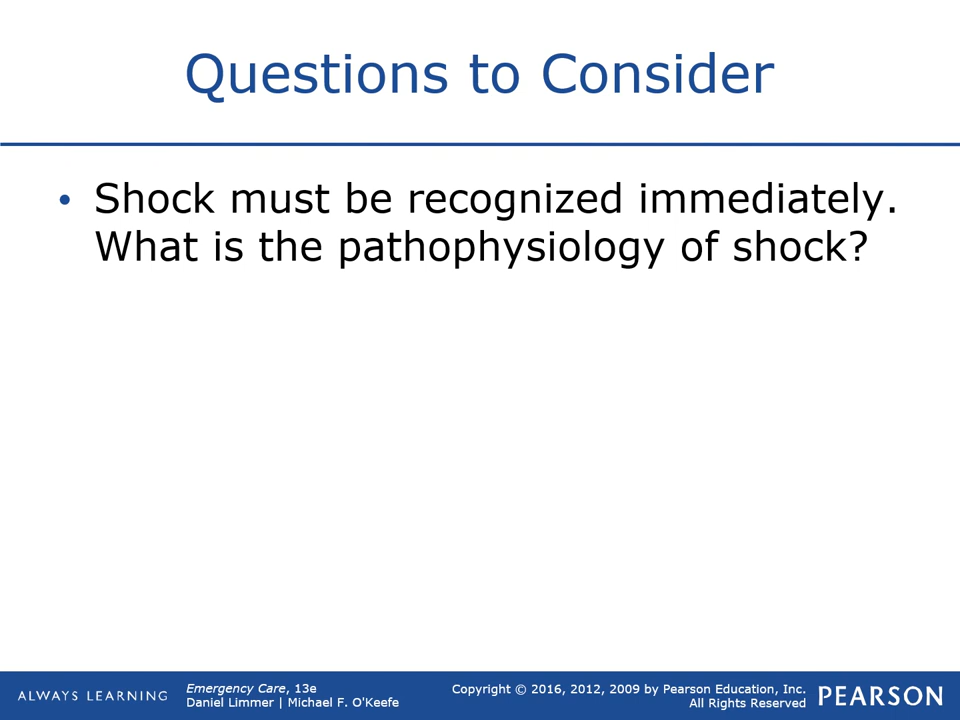 Questions to Consider
• Shock must be recognized immediately.
What is the pathophysiology of shock?
ALWAYS LEARNING
Emergency Care, 13e
Daniel Limmer | Michael F. O'Keefe
Copyright © 2016, 2012, 2009 by Pearson Education, Inc.
All Rights Reserved
PEARSON